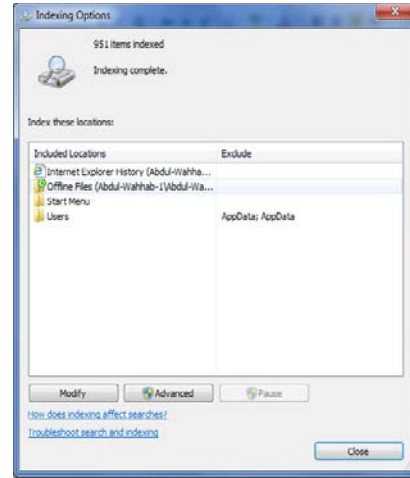 Indexing Options
951 items indexed
Indexing complete.
Index these locations:
Included Locations Exclude
Internet Explorer History (Abdul-Wahha...
Offline Files (Abdul-Wahhab-1\Abdul-Wa...
Start Menu
Users AppData; AppData
Modify Advanced Pause
How does indexing affect searches?
Troubleshoot search and indexing
Close